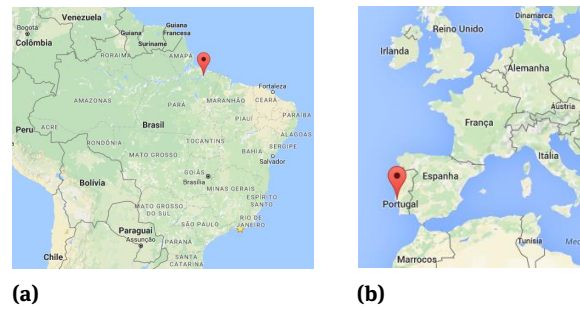 Venezuela
Bogotá
Colômbia
Guiana
Suriname
Guiana
Francesa
RORAIMA
AMAPÁ
Fortaleza
AMAZONAS
PARÁ
MARANHÃO
CEARÁ
PARAÍBA
PIAUÍ
ALAGOAS
SERGIPE
Peru
ACRE
Brasil
RONDÔNIA
TOCANTINS
BAHIA
Salvador
MATO GROSSO
GOIÁS
Brasília
Bolívia
MINAS GERAIS
MATO GROSSO
DO SUL
ESPÍRITO
SANTO
SÃO PAULO
RIO DE
JANEIRO
Paraguai
Assunção
PARANÁ
SANTA
CATARINA
Chile
(a)
Dinamarca
Reino Unido
Irlanda
Alemanha
Áustria
França
Itália
Espanha
Portugal
Tunísia
Marrocos
Med
(b)